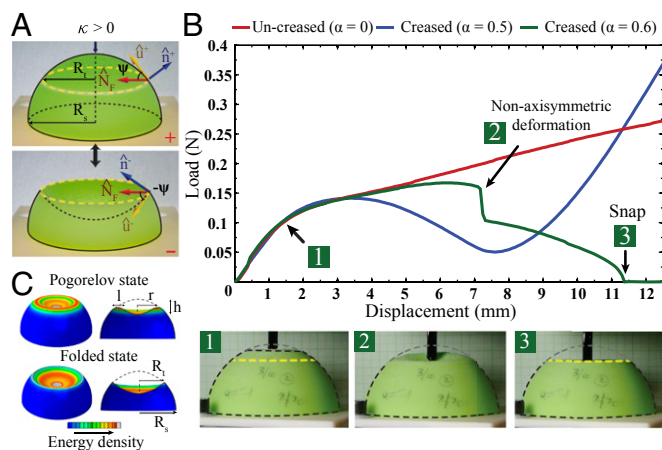 A
κ > 0
û⁺
n̂⁺
ψ
R_t
N̂_F
R_s
+
n̂⁻
-ψ
N̂_F
û⁻
−
C
Pogorelov state
l
r
h
Folded state
R_t
R_s
Energy density
B
Un-creased (α = 0)
Creased (α = 0.5)
Creased (α = 0.6)
0.4
0.35
0.3
0.25
0.2
0.15
0.1
0.05
0
Load (N)
Non-axisymmetric
deformation
1
2
Snap
3
0 1 2 3 4 5 6 7 8 9 10 11 12
Displacement (mm)
1
2
3